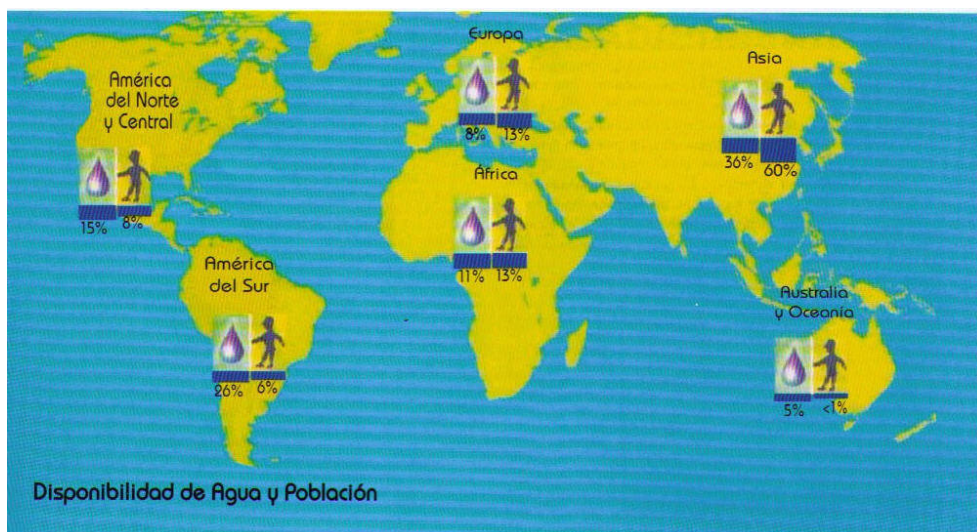 Europa
8% 13%
Asia
36% 60%
América
del Norte
y Central
15% 8%
África
11% 13%
América
del Sur
26% 6%
Australia
y Oceanía
5% <1%
Disponibilidad de Agua y Población